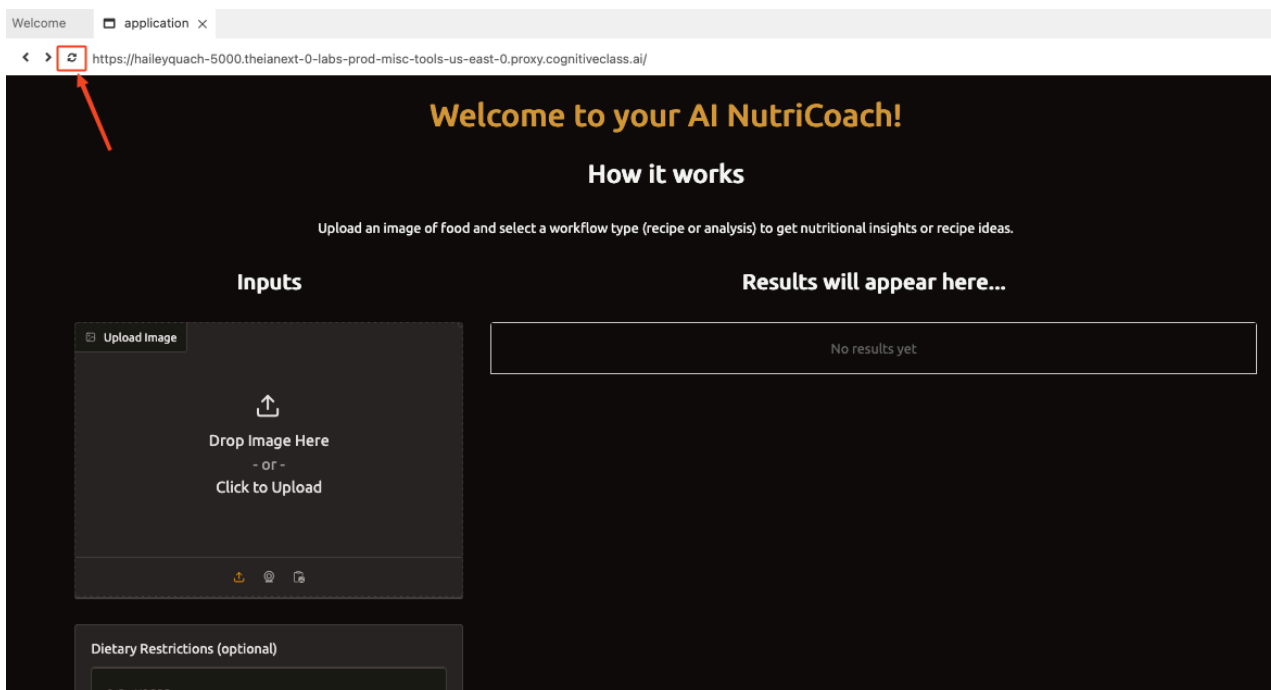 Welcome
application
https://haileyquach-5000.theianext-0-labs-prod-misc-tools-us-east-0.proxy.cognitiveclass.ai/
Welcome to your AI NutriCoach!
How it works
Upload an image of food and select a workflow type (recipe or analysis) to get nutritional insights or recipe ideas.
Inputs
Results will appear here...
Upload Image
No results yet
Drop Image Here
- or -
Click to Upload
Dietary Restrictions (optional)